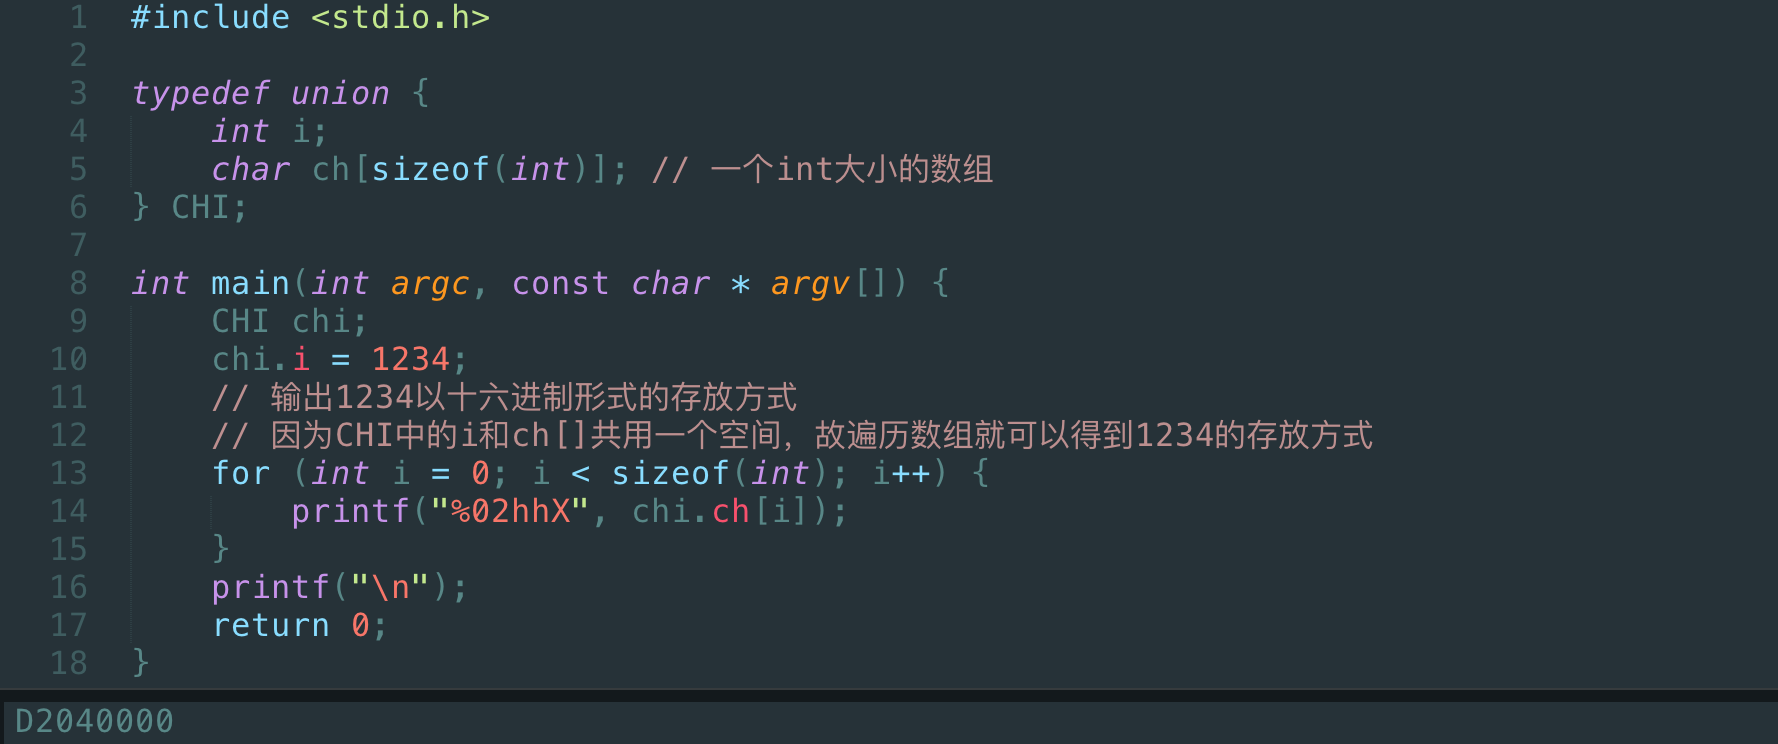 1 #include <stdio.h>
2
3 typedef union {
4     int i;
5     char ch[sizeof(int)]; // 一个int大小的数组
6 } CHI;
7
8 int main(int argc, const char * argv[]) {
9     CHI chi;
10     chi.i = 1234;
11     // 输出1234以十六进制形式的存放方式
12     // 因为CHI中的i和ch[]共用一个空间，故遍历数组就可以得到1234的存放方式
13     for (int i = 0; i < sizeof(int); i++) {
14         printf("%02hhX", chi.ch[i]);
15     }
16     printf("\n");
17     return 0;
18 }
D2040000